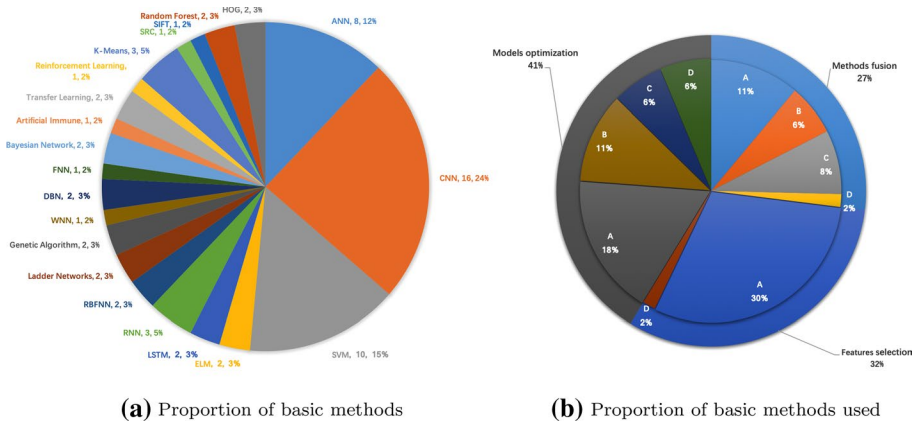 HOG, 2, 3%
Random Forest, 2, 3%
SIFT, 1, 2%
SRC, 1, 2%
K-Means, 3, 5%
Reinforcement Learning,
1, 2%
Transfer Learning, 2, 3%
Artificial Immune, 1, 2%
Bayesian Network, 2, 3%
FNN, 1, 2%
DBN, 2, 3%
WNN, 1, 2%
Genetic Algorithm, 2, 3%
Ladder Networks, 2, 3%
RBFNN, 2, 3%
RNN, 3, 5%
LSTM, 2, 3%
ELM, 2, 3%
SVM, 10, 15%
CNN, 16, 24%
ANN, 8, 12%
(a) Proportion of basic methods
Models optimization
41%
Methods fusion
27%
Features selection
32%
A
11%
B
6%
C
8%
D
2%
A
30%
D
2%
A
18%
B
11%
C
6%
D
6%
(b) Proportion of basic methods used